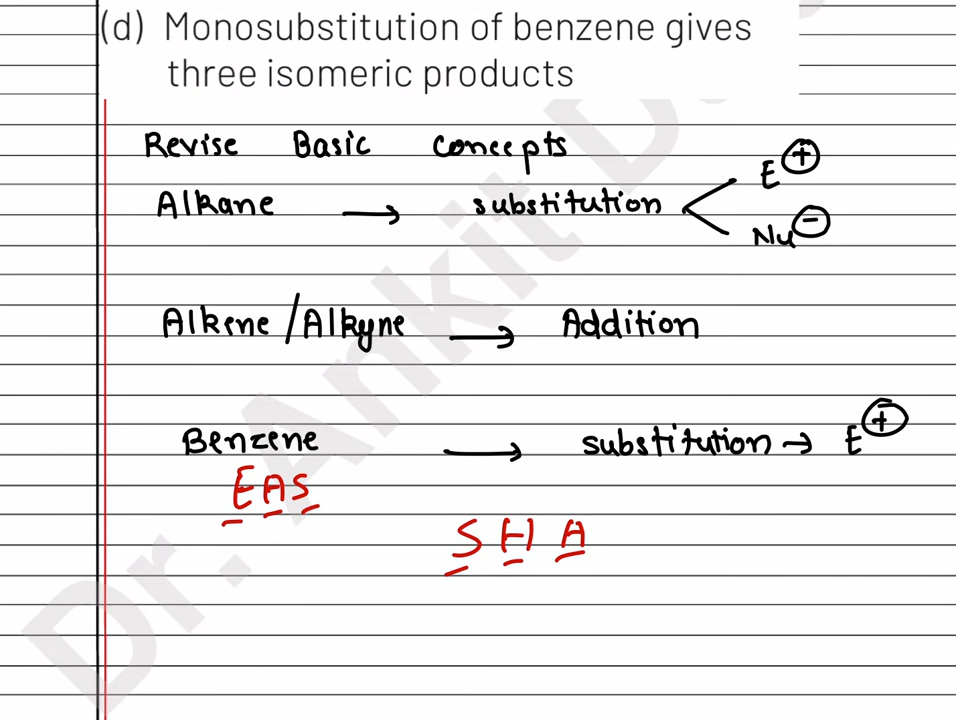 (d) Monosubstitution of benzene gives
three isomeric products
Revise Basic concepts
Alkane → substitution E⊕
Nu⊖
Alkene / Alkyne → Addition
Benzene → substitution → E⊕
EAS
SHA